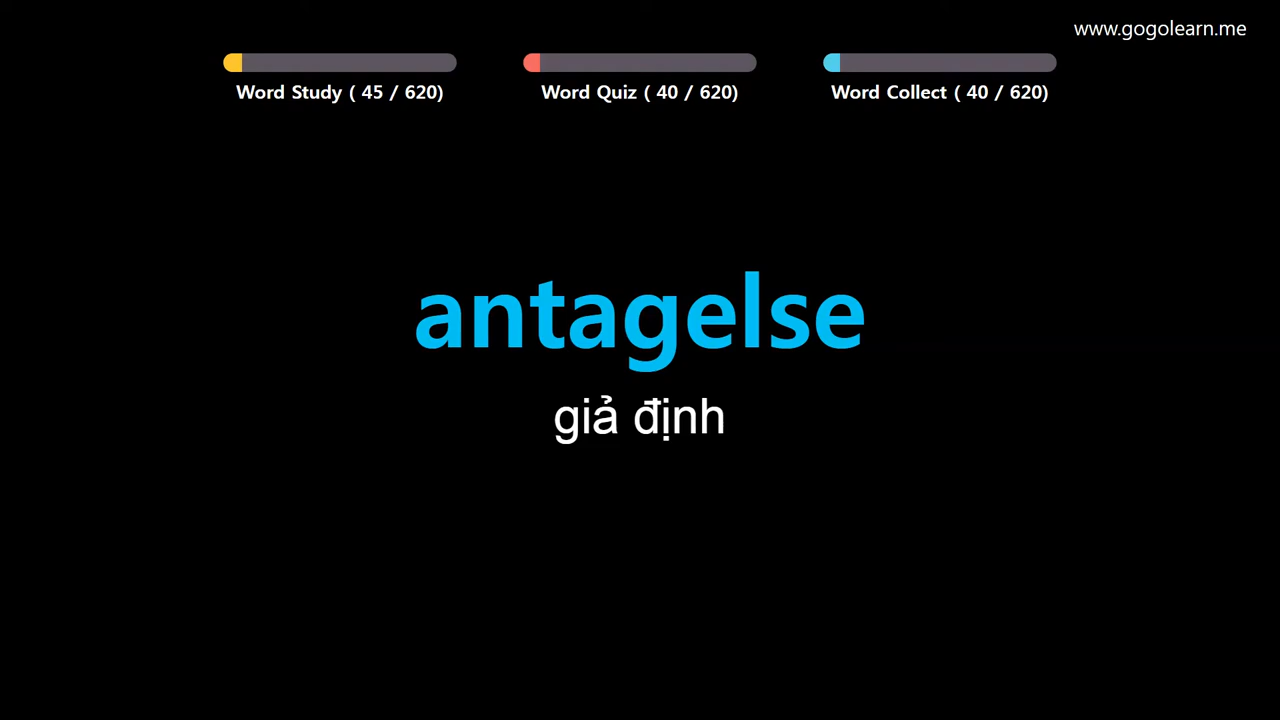 www.gogolearn.me
Word Study ( 45 / 620)
Word Quiz ( 40 / 620)
Word Collect ( 40 / 620)
antagelse
giả định